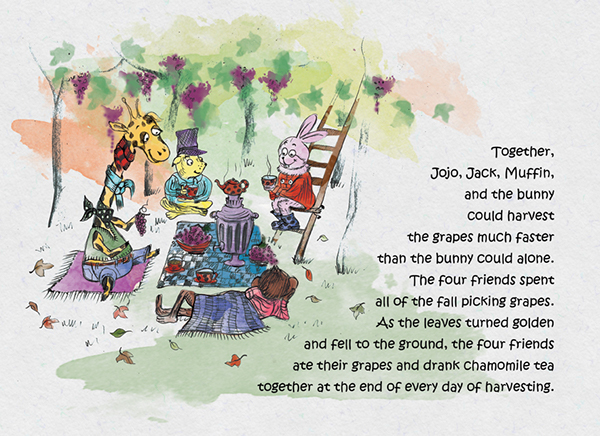 Together,
Jojo, Jack, Muffin,
and the bunny
could harvest
the grapes much faster
than the bunny could alone.
The four friends spent
all of the fall picking grapes.
As the leaves turned golden
and fell to the ground, the four friends
ate their grapes and drank chamomile tea
together at the end of every day of harvesting.